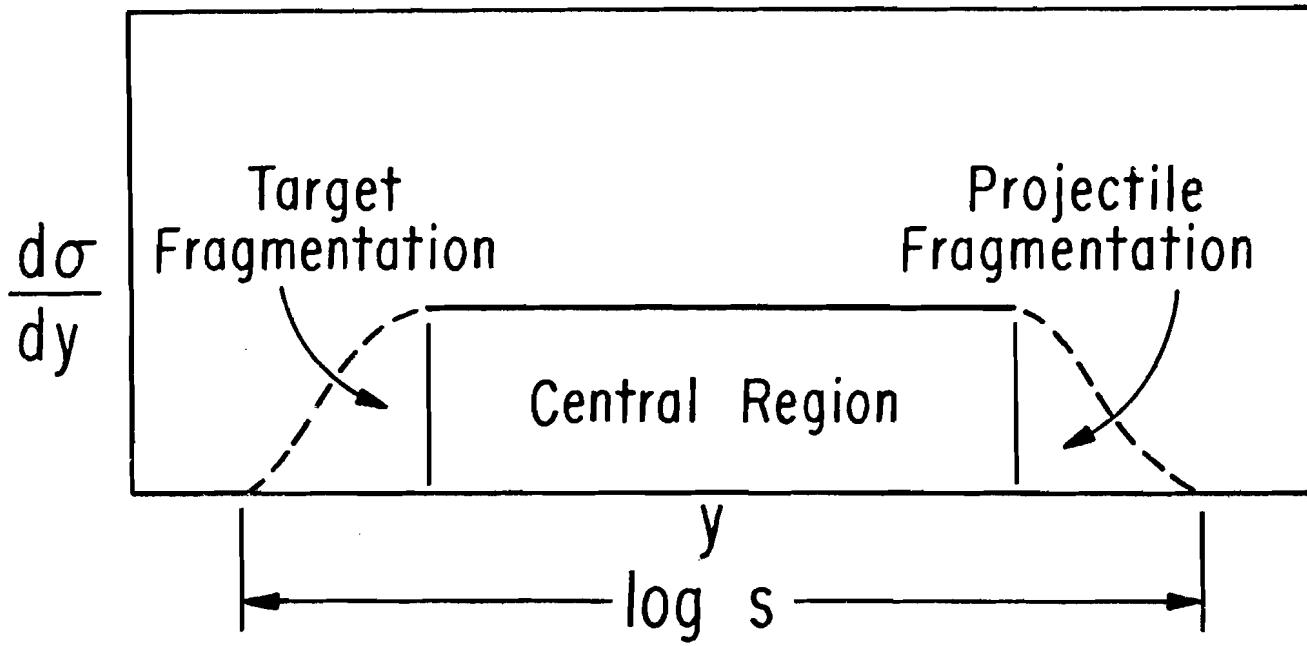 Target
Fragmentation
Projectile
Fragmentation
dσ
dy
Central Region
y
log s